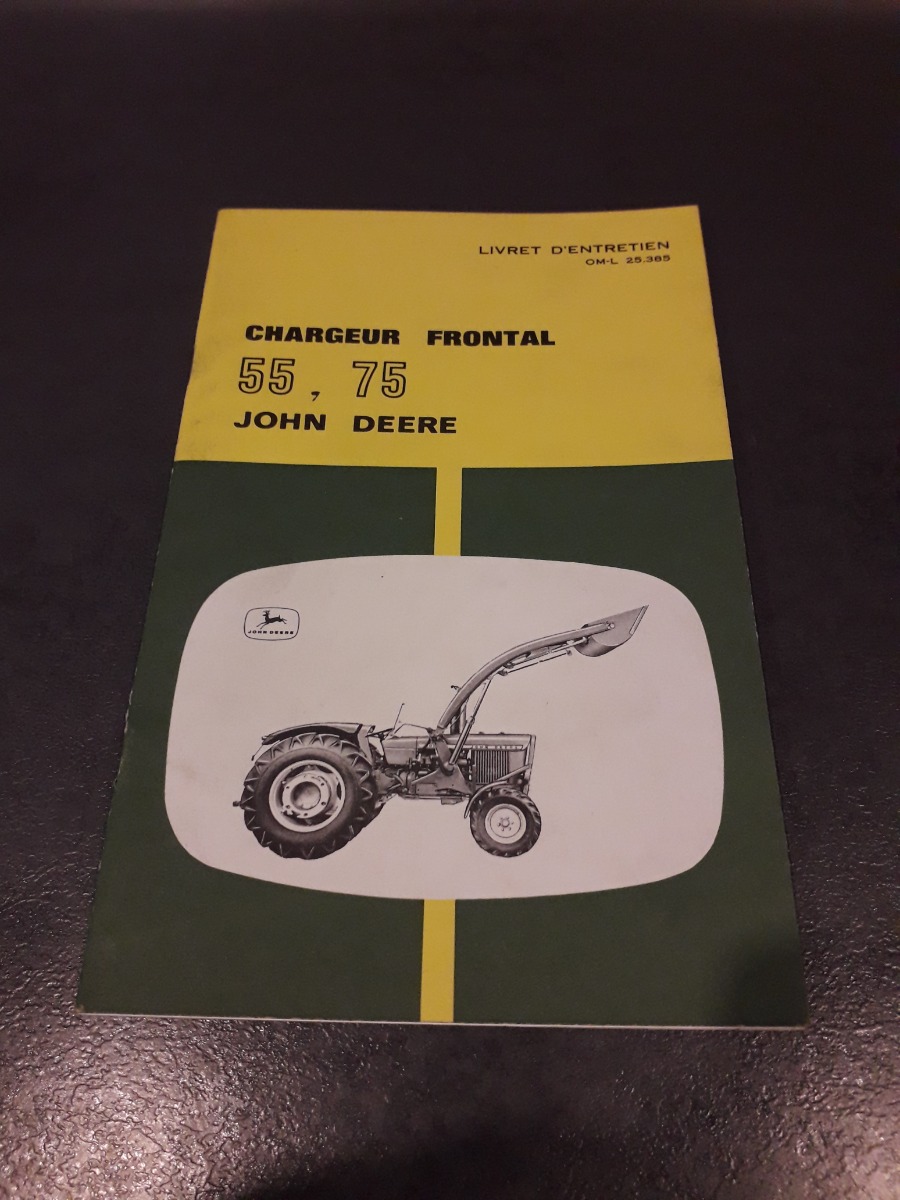 LIVRET D'ENTRETIEN
OM-L 25.385
CHARGEUR FRONTAL
55, 75
JOHN DEERE
JOHN DEERE